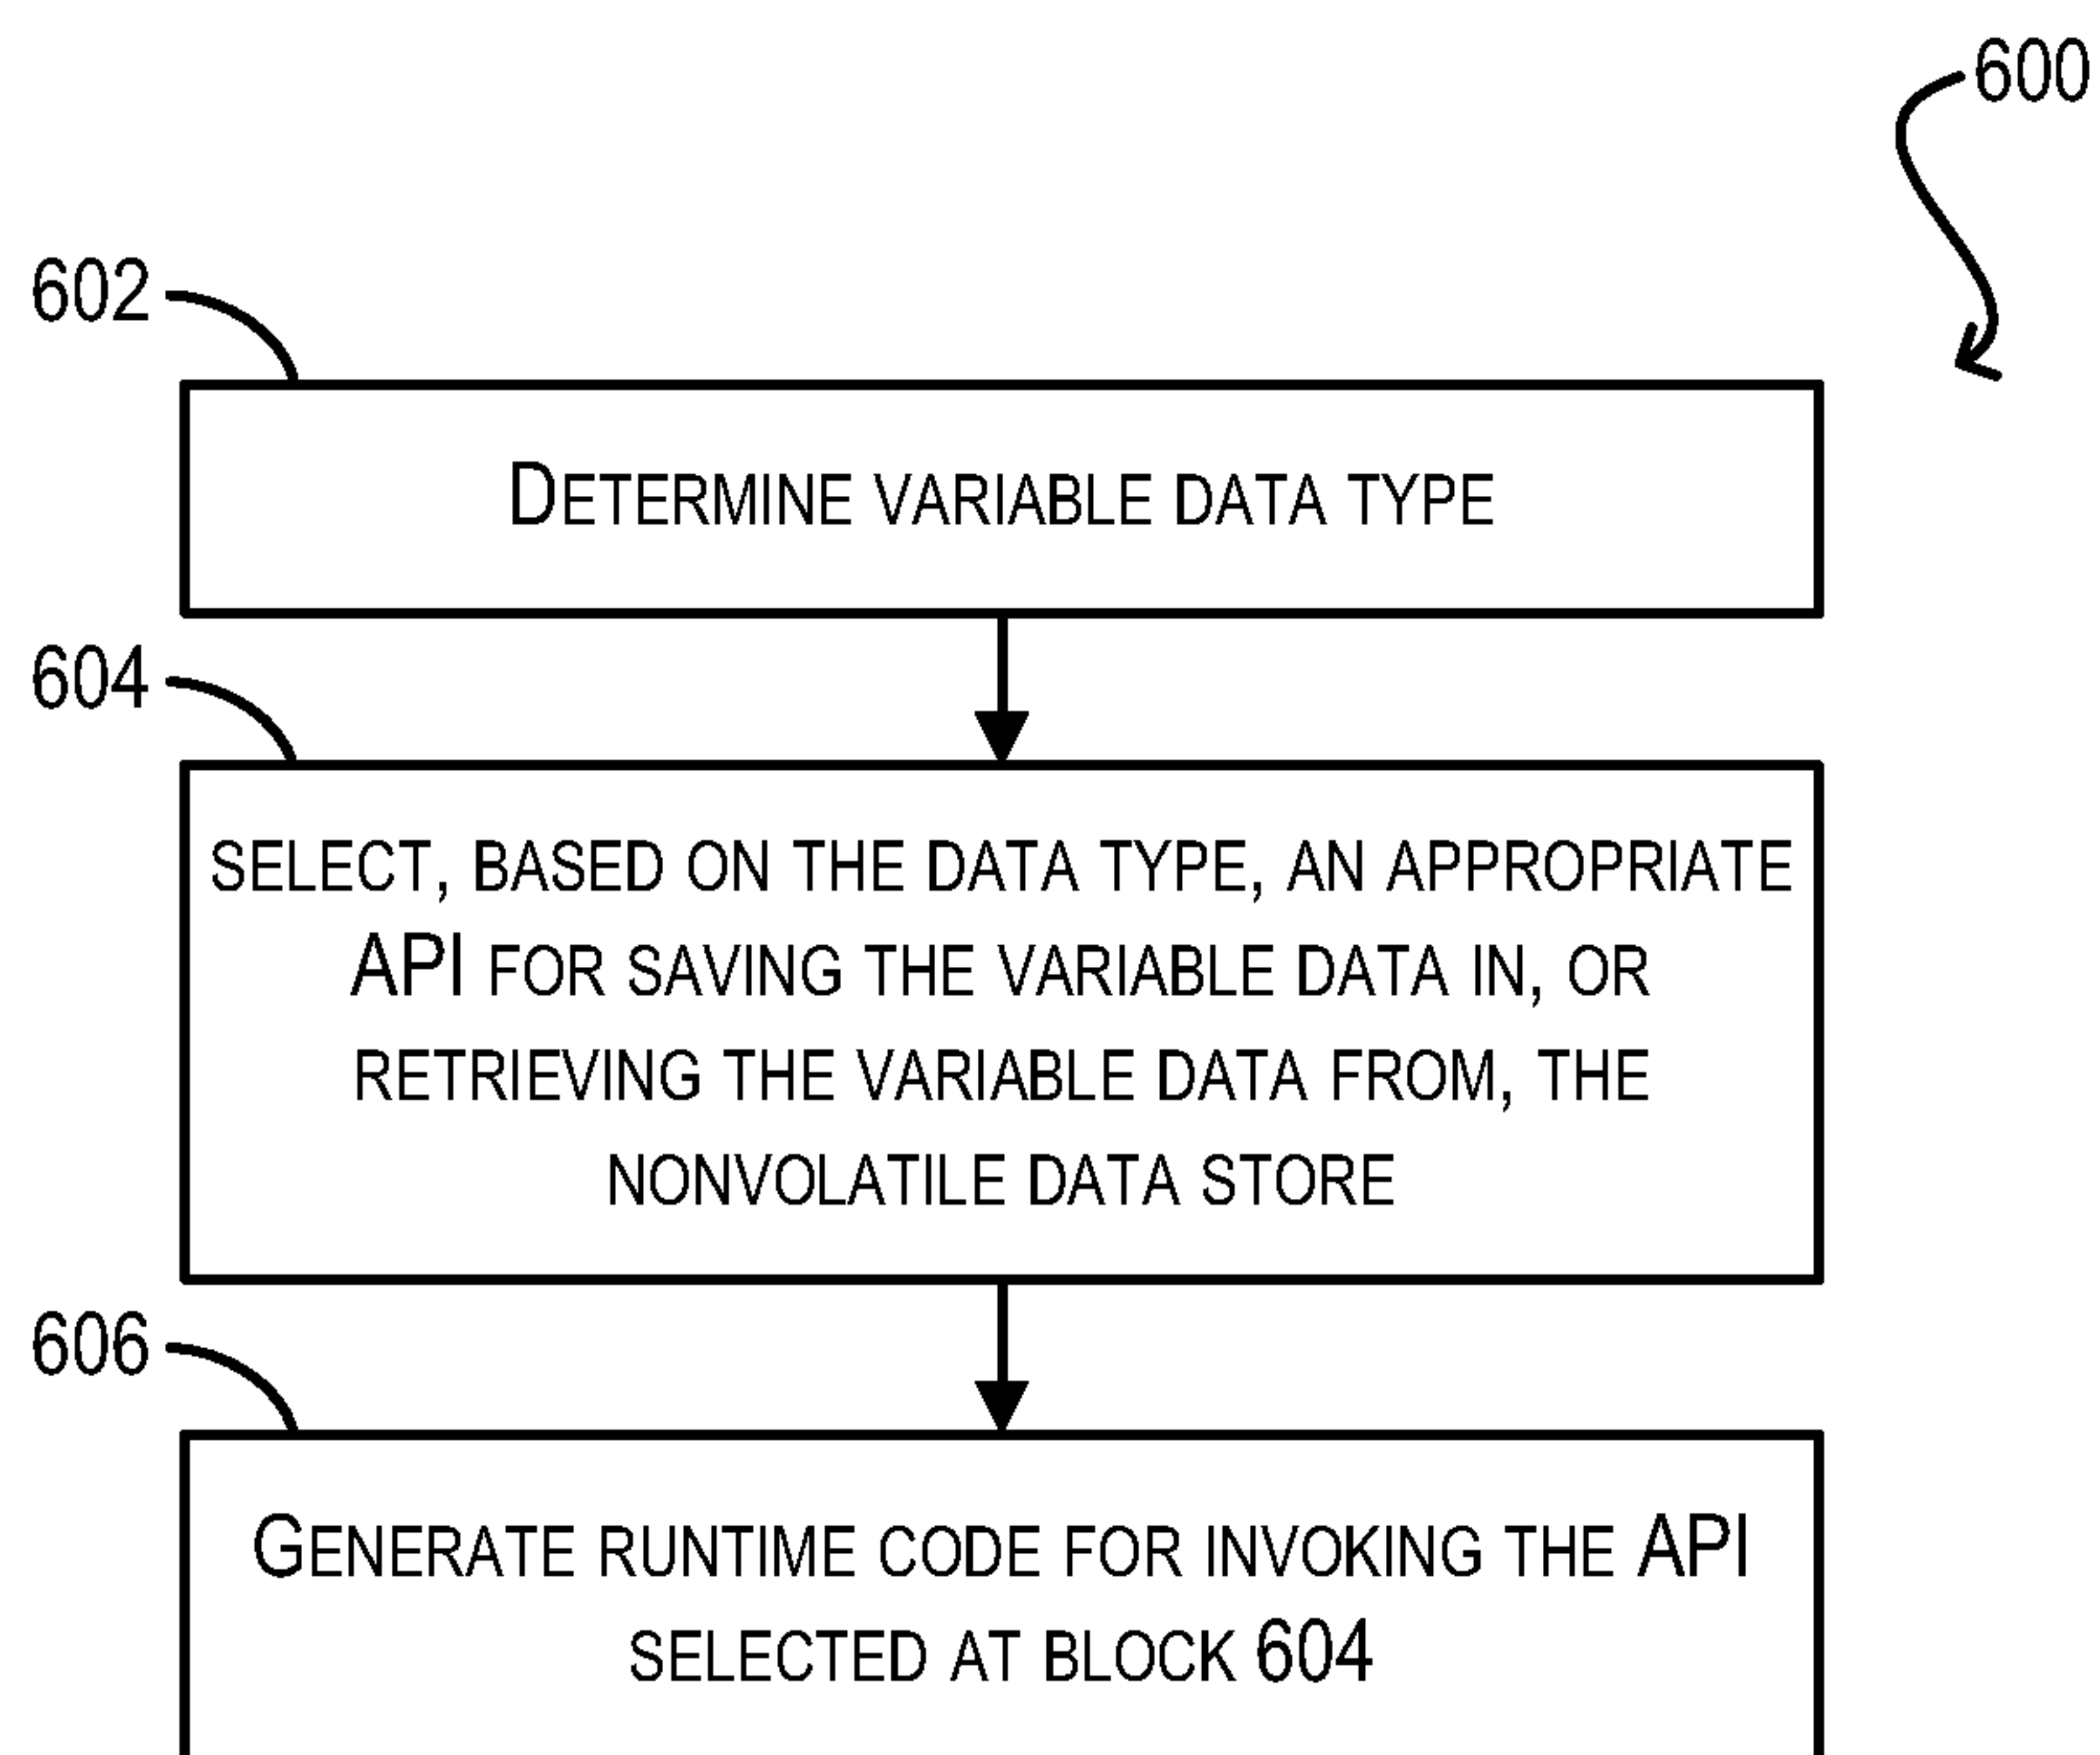 600
602
DETERMINE VARIABLE DATA TYPE
604
SELECT, BASED ON THE DATA TYPE, AN APPROPRIATE
API FOR SAVING THE VARIABLE DATA IN, OR
RETRIEVING THE VARIABLE DATA FROM, THE
NONVOLATILE DATA STORE
606
GENERATE RUNTIME CODE FOR INVOKING THE API
SELECTED AT BLOCK 604